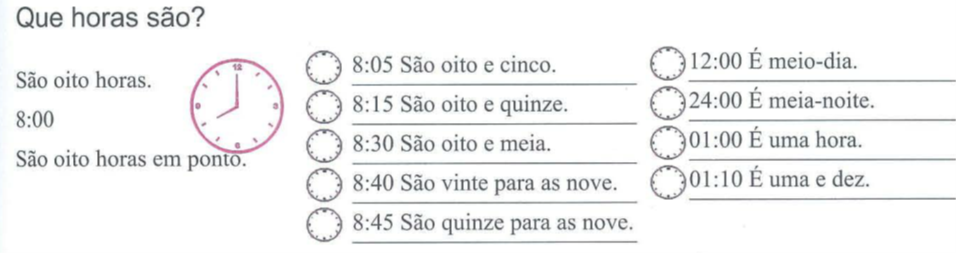 Que horas são?
São oito horas.
8:00
São oito horas em ponto.
12
3
6
9
8:05 São oito e cinco.
8:15 São oito e quinze.
8:30 São oito e meia.
8:40 São vinte para as nove.
8:45 São quinze para as nove.
12:00 É meio-dia.
24:00 É meia-noite.
01:00 É uma hora.
01:10 É uma e dez.